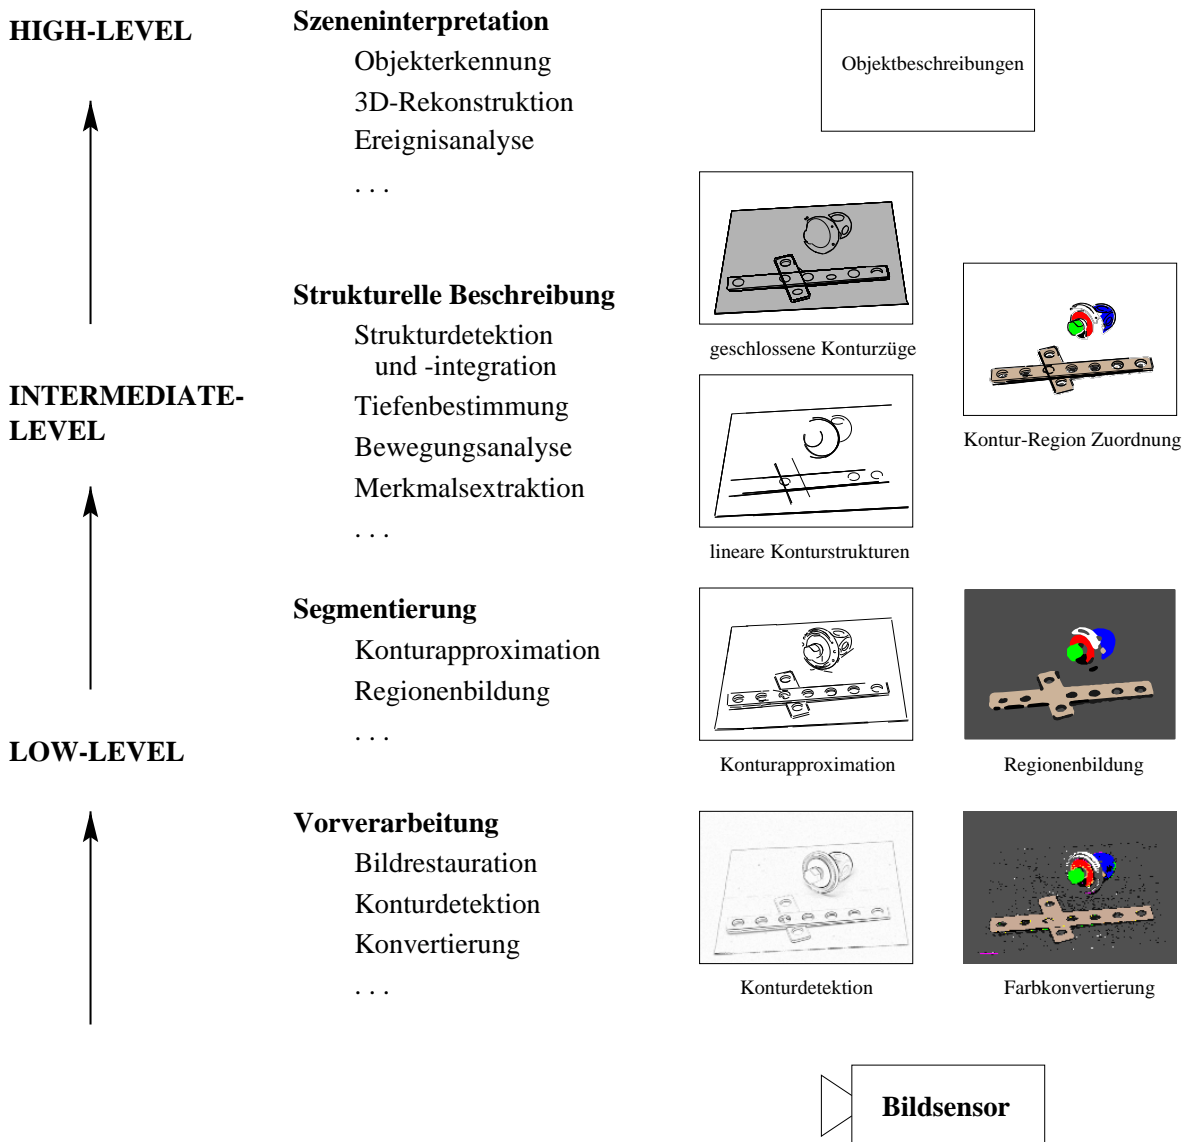 HIGH-LEVEL
Szeneninterpretation
Objekterkennung
3D-Rekonstruktion
Ereignisanalyse
. . .
Objektbeschreibungen
Strukturelle Beschreibung
Strukturdetektion
und -integration
Tiefenbestimmung
Bewegungsanalyse
Merkmalsextraktion
. . .
geschlossene Konturzüge
Kontur-Region Zuordnung
lineare Konturstrukturen
INTERMEDIATE-
LEVEL
Segmentierung
Konturapproximation
Regionenbildung
. . .
Konturapproximation
Regionenbildung
LOW-LEVEL
Vorverarbeitung
Bildrestauration
Konturdetektion
Konvertierung
. . .
Konturdetektion
Farbkonvertierung
Bildsensor